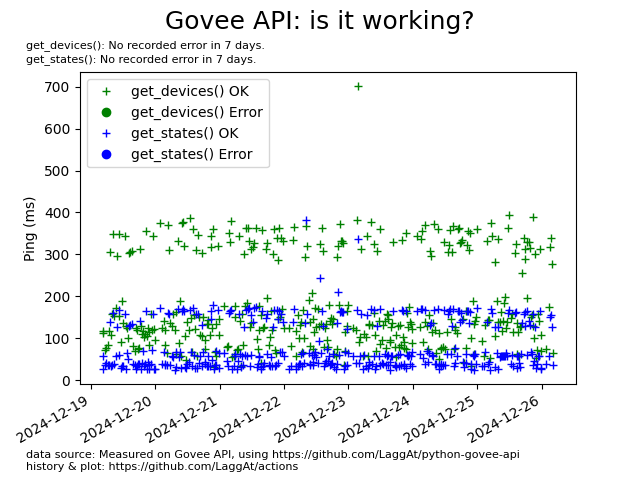 Govee API: is it working?
get_devices(): No recorded error in 7 days.
get_states(): No recorded error in 7 days.
get_devices() OK
get_devices() Error
get_states() OK
get_states() Error
Ping (ms)
700
600
500
400
300
200
100
0
2024-12-19
2024-12-20
2024-12-21
2024-12-22
2024-12-23
2024-12-24
2024-12-25
2024-12-26
data source: Measured on Govee API, using https://github.com/LaggAt/python-govee-api
history & plot: https://github.com/LaggAt/actions